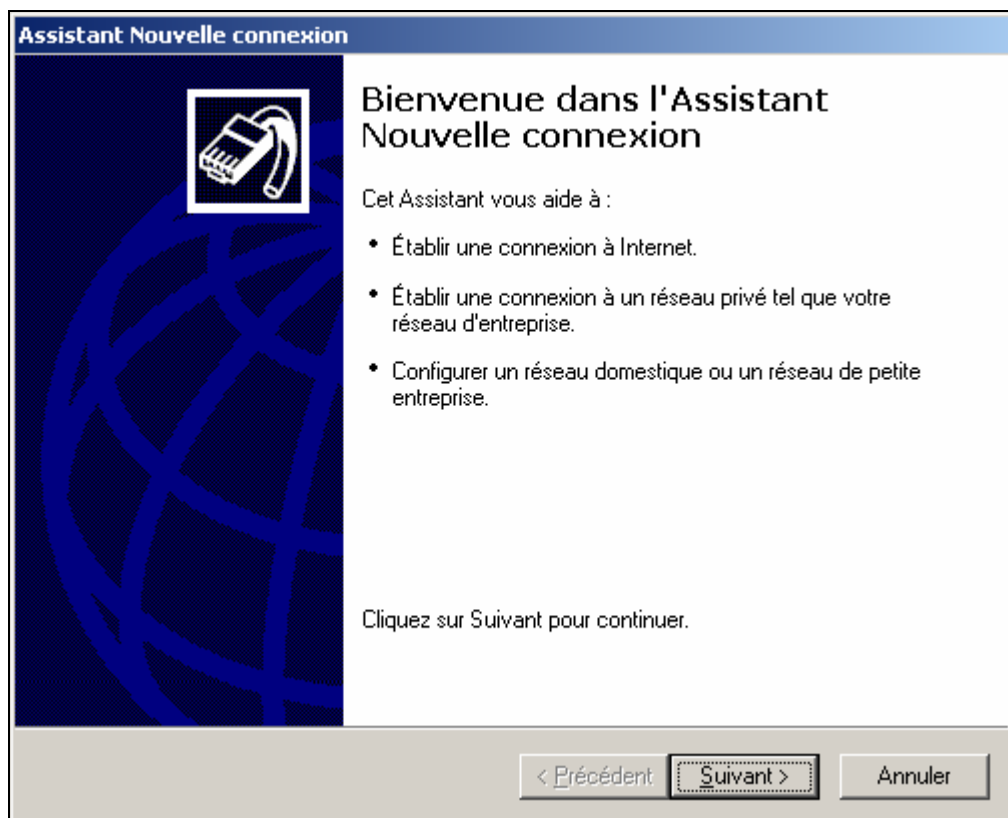 Assistant Nouvelle connexion
Bienvenue dans l'Assistant
Nouvelle connexion
Cet Assistant vous aide à :
• Établir une connexion à Internet.
• Établir une connexion à un réseau privé tel que votre
réseau d'entreprise.
• Configurer un réseau domestique ou un réseau de petite
entreprise.
Cliquez sur Suivant pour continuer.
< Précédent
Suivant >
Annuler